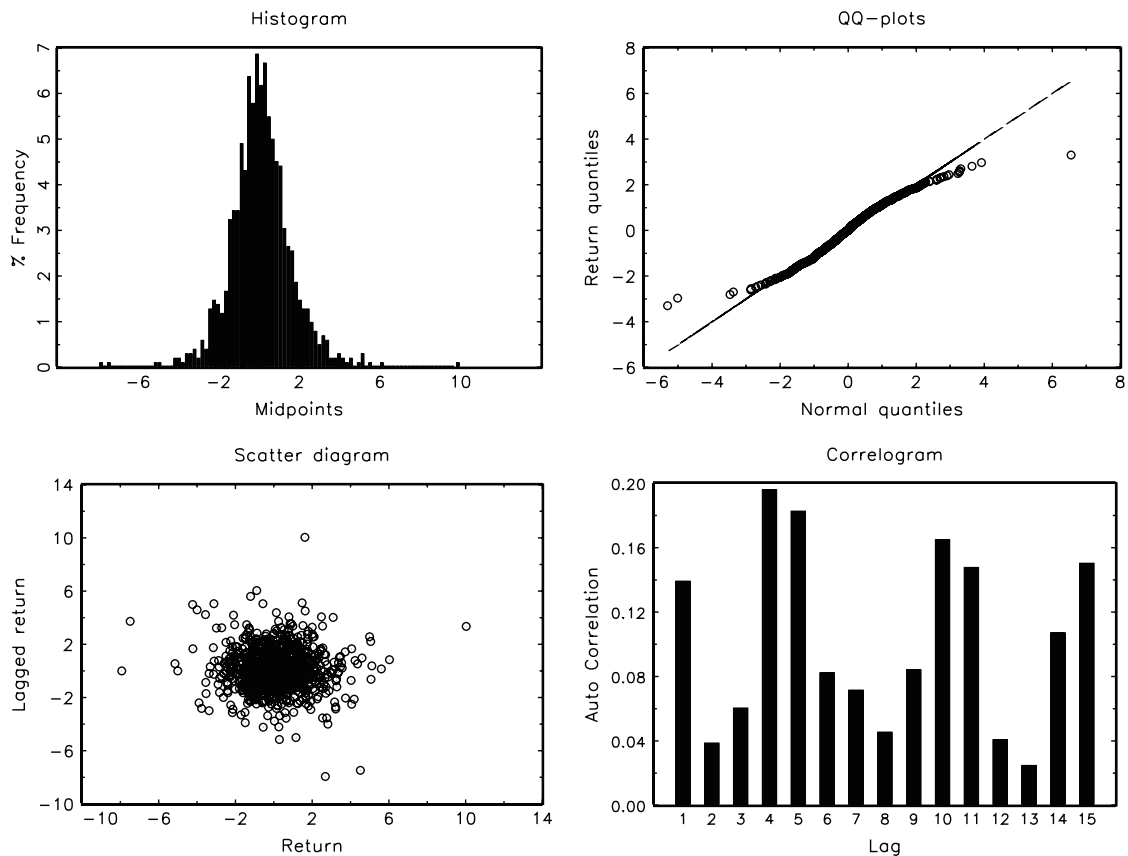 Histogram
7
6
5
4
3
2
1
0
% Frequency
-6 -2 2 6 10
Midpoints
QQ-plots
8
6
4
2
0
-2
-4
-6
Return quantiles
-6 -4 -2 0 2 4 6 8
Normal quantiles
Scatter diagram
14
10
6
2
-2
-6
-10
Lagged return
-10 -6 -2 2 6 10 14
Return
Correlogram
0.20
0.16
0.12
0.08
0.04
0.00
Auto Correlation
1 2 3 4 5 6 7 8 9 10 11 12 13 14 15
Lag